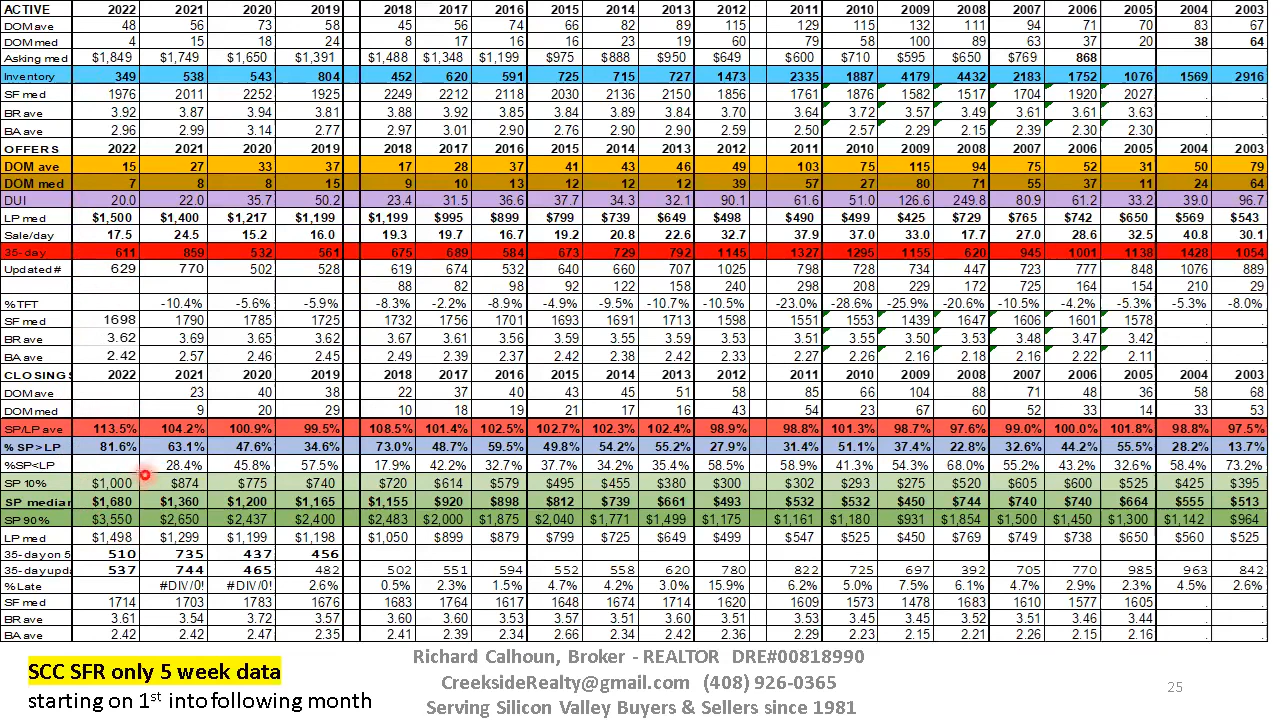 ACTIVE 2022 2021 2020 2019 2018 2017 2016 2015 2014 2013 2012 2011 2010 2009 2008 2007 2006 2005 2004 2003
DOM ave 48 56 73 58 45 56 74 66 82 89 115 129 115 132 111 94 71 70 83 67
DOM med 4 15 18 24 8 17 16 16 23 19 60 79 58 100 89 63 37 20 38 64
Asking med $1,849 $1,749 $1,650 $1,391 $1,488 $1,348 $1,199 $975 $888 $950 $649 $600 $710 $595 $650 $769 868
Inventory 349 538 543 804 452 620 591 725 715 727 1473 2335 1887 4179 4432 2183 1752 1076 1569 2916
SF med 1976 2011 2252 1925 2249 2212 2118 2030 2136 2150 1856 1761 1876 1582 1517 1704 1920 2027 . .
BR ave 3.92 3.87 3.94 3.81 3.88 3.92 3.85 3.84 3.89 3.84 3.70 3.64 3.72 3.57 3.49 3.61 3.61 3.63 . .
BA ave 2.96 2.99 3.14 2.77 2.97 3.01 2.90 2.76 2.90 2.90 2.59 2.50 2.57 2.29 2.15 2.39 2.30 2.30 . .
OFFERS 2022 2021 2020 2019 2018 2017 2016 2015 2014 2013 2012 2011 2010 2009 2008 2007 2006 2005 2004 2003
DOM ave 15 27 33 37 17 28 37 41 43 46 49 103 75 115 94 75 52 31 50 79
DOM med 7 8 8 15 9 10 13 12 12 12 39 57 27 80 71 55 37 11 24 64
DUI 20.0 22.0 35.7 50.2 23.4 31.5 36.6 37.7 34.3 32.1 90.1 61.6 51.0 126.6 249.8 80.9 61.2 33.2 39.0 96.7
LP med $1,500 $1,400 $1,217 $1,199 $1,199 $995 $899 $799 $739 $649 $498 $490 $499 $425 $729 $765 $742 $650 $569 $543
Sale/day 17.5 24.5 15.2 16.0 19.3 19.7 16.7 19.2 20.8 22.6 32.7 37.9 37.0 33.0 17.7 27.0 28.6 32.5 40.8 30.1
35-day 611 859 532 561 675 689 584 673 729 792 1145 1327 1295 1155 620 945 1001 1138 1428 1054
Updated # 629 770 502 528 619 674 532 640 660 707 1025 798 728 734 447 723 777 848 1076 889
88 82 98 92 122 158 240 298 208 229 172 725 164 154 210 29
%TFT -10.4% -5.6% -5.9% -8.3% -2.2% -8.9% -4.9% -9.5% -10.7% -10.5% -23.0% -28.6% -25.9% -20.6% -10.5% -4.2% -5.3% -5.3% -8.0%
SF med 1698 1790 1785 1725 1732 1756 1701 1693 1691 1713 1598 1551 1553 1439 1647 1606 1601 1578 . .
BR ave 3.62 3.69 3.65 3.62 3.67 3.61 3.56 3.59 3.55 3.59 3.53 3.51 3.55 3.50 3.53 3.48 3.47 3.42 . .
BA ave 2.42 2.57 2.46 2.45 2.49 2.39 2.37 2.42 2.38 2.42 2.33 2.27 2.26 2.16 2.18 2.16 2.22 2.11 . .
CLOSINGS 2022 2021 2020 2019 2018 2017 2016 2015 2014 2013 2012 2011 2010 2009 2008 2007 2006 2005 2004 2003
DOM ave 23 40 38 22 37 40 43 45 51 58 85 66 104 88 71 48 36 58 68
DOM med 9 20 29 10 18 19 21 17 16 43 54 23 67 60 52 33 14 33 53
SP/LP ave 113.5% 104.2% 100.9% 99.5% 108.5% 101.4% 102.5% 102.7% 102.3% 102.4% 98.9% 98.8% 101.3% 98.7% 97.6% 99.0% 100.0% 101.8% 98.8% 97.5%
% SP>LP 81.6% 63.1% 47.6% 34.6% 73.0% 48.7% 59.5% 49.8% 54.2% 55.2% 27.9% 31.4% 51.1% 37.4% 22.8% 32.6% 44.2% 55.5% 28.2% 13.7%
%SP<LP 28.4% 45.8% 57.5% 17.9% 42.2% 32.7% 37.7% 34.2% 35.4% 58.5% 58.9% 41.3% 54.3% 68.0% 55.2% 43.2% 32.6% 58.4% 73.2%
SP 10% $1,000 $874 $775 $740 $720 $614 $579 $495 $455 $380 $300 $302 $293 $275 $520 $605 $600 $525 $425 $395
SP median $1,680 $1,360 $1,200 $1,165 $1,155 $920 $898 $812 $739 $661 $493 $532 $532 $450 $744 $740 $740 $664 $555 $513
SP 90% $3,550 $2,650 $2,437 $2,400 $2,483 $2,000 $1,875 $2,040 $1,771 $1,499 $1,175 $1,161 $1,180 $931 $1,854 $1,500 $1,450 $1,300 $1,142 $964
LP med $1,498 $1,299 $1,199 $1,198 $1,050 $899 $879 $799 $725 $649 $499 $547 $525 $450 $769 $749 $738 $650 $560 $525
35-day on 5 510 735 437 456
35-day upd 537 744 465 482 502 551 594 552 558 620 780 822 725 697 392 705 770 985 963 842
%Late #DIV/0! #DIV/0! 2.6% 0.5% 2.3% 1.5% 4.7% 4.2% 3.0% 15.9% 6.2% 5.0% 7.5% 6.1% 4.7% 2.9% 2.3% 4.5% 2.6%
SF med 1714 1703 1783 1676 1683 1764 1617 1648 1674 1714 1620 1609 1573 1478 1683 1610 1577 1605 . .
BR ave 3.61 3.54 3.72 3.57 3.60 3.60 3.53 3.57 3.51 3.60 3.51 3.53 3.45 3.45 3.52 3.51 3.46 3.44 . .
BA ave 2.42 2.42 2.47 2.35 2.41 2.39 2.34 2.66 2.34 2.42 2.36 2.29 2.23 2.15 2.21 2.26 2.15 2.16 . .
SCC SFR only 5 week data
starting on 1st into following month
Richard Calhoun, Broker - REALTOR DRE#00818990
CreeksideRealty@gmail.com (408) 926-0365
Serving Silicon Valley Buyers & Sellers since 1981
25